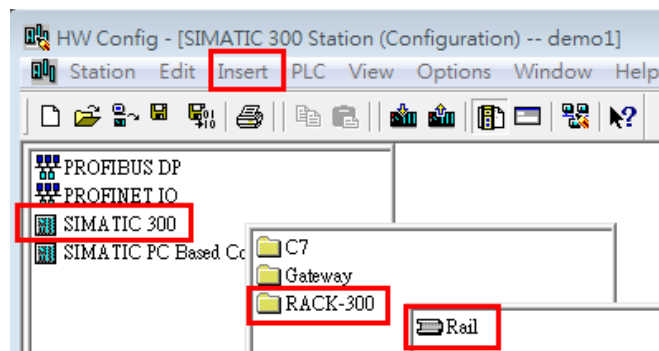 HW Config - [SIMATIC 300 Station (Configuration) -- demo1]
Station Edit Insert PLC View Options Window Help
PROFIBUS DP
PROFINET IO
SIMATIC 300
SIMATIC PC Based Co
C7
Gateway
RACK-300
Rail